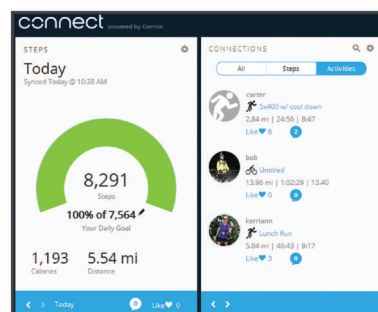 connect powered by Garmin
STEPS
Today
Synced Today @ 10:38 AM
8,291
Steps
100% of 7,564
Your Daily Goal
1,193
Calories
5.54 mi
Distance
Today
0
Like 0
CONNECTIONS
All
Steps
Activities
carter
5x400 w/ cool down
2.84 mi | 24:56 | 8:47
Like 6
2
bob
Untitled
13.96 mi | 1:02:29 | 13.40
Like 0
0
kerriann
Lunch Run
5.04 mi | 46:43 | 9:17
Like 3
0